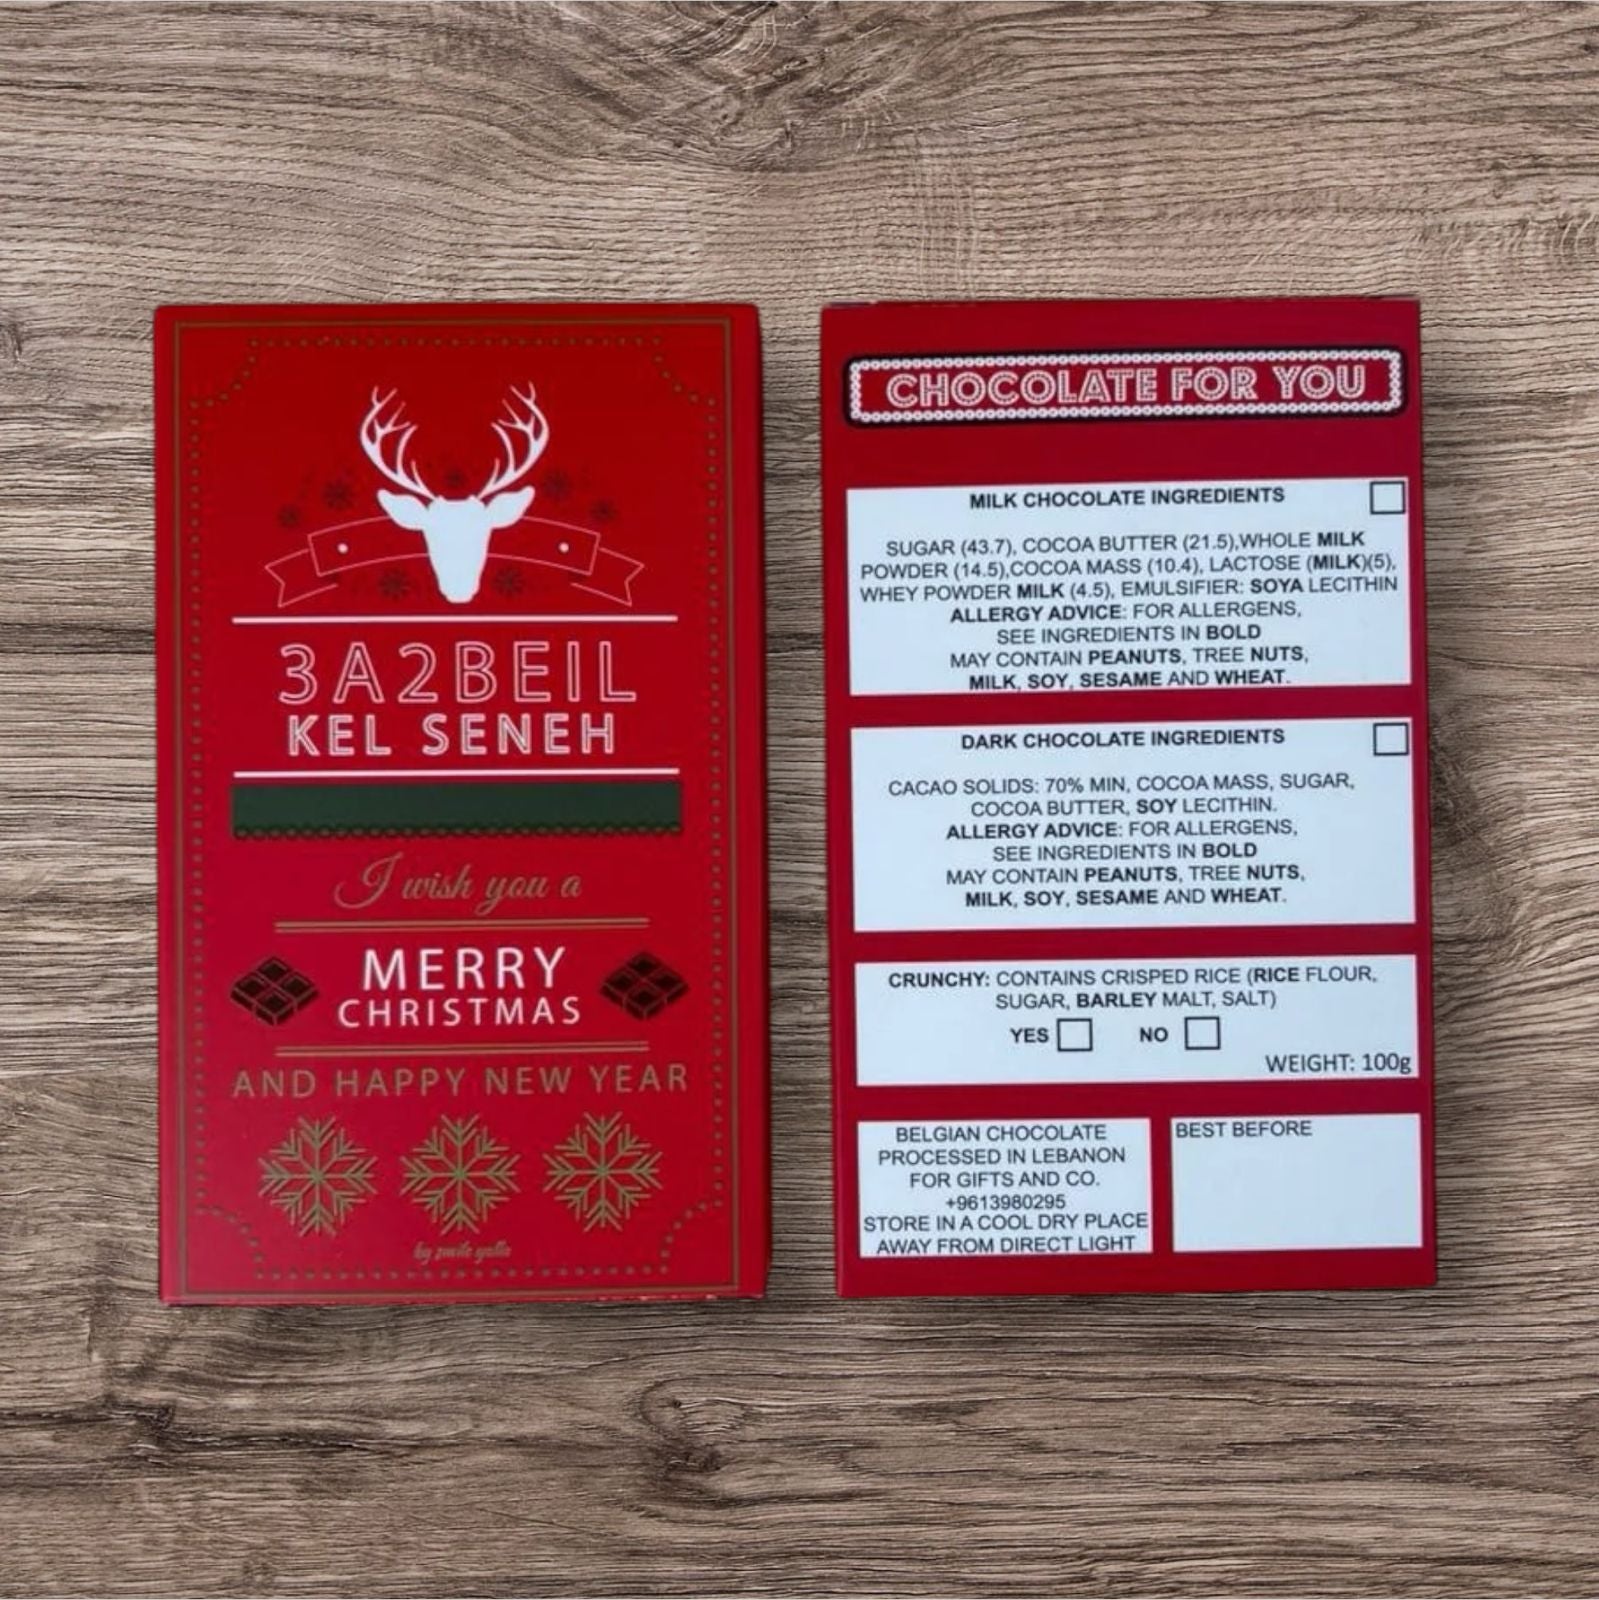 3A2BEIL
KEL SENEH
I wish you a
MERRY
CHRISTMAS
AND HAPPY NEW YEAR
by smile yalla
CHOCOLATE FOR YOU
MILK CHOCOLATE INGREDIENTS
SUGAR (43.7), COCOA BUTTER (21.5),WHOLE MILK
POWDER (14.5),COCOA MASS (10.4), LACTOSE (MILK)(5),
WHEY POWDER MILK (4.5), EMULSIFIER: SOYA LECITHIN
ALLERGY ADVICE: FOR ALLERGENS,
SEE INGREDIENTS IN BOLD
MAY CONTAIN PEANUTS, TREE NUTS,
MILK, SOY, SESAME AND WHEAT.
DARK CHOCOLATE INGREDIENTS
CACAO SOLIDS: 70% MIN, COCOA MASS, SUGAR,
COCOA BUTTER, SOY LECITHIN.
ALLERGY ADVICE: FOR ALLERGENS,
SEE INGREDIENTS IN BOLD
MAY CONTAIN PEANUTS, TREE NUTS,
MILK, SOY, SESAME AND WHEAT.
CRUNCHY: CONTAINS CRISPED RICE (RICE FLOUR,
SUGAR, BARLEY MALT, SALT)
YES NO
WEIGHT: 100g
BELGIAN CHOCOLATE
PROCESSED IN LEBANON
FOR GIFTS AND CO.
+9613980295
STORE IN A COOL DRY PLACE
AWAY FROM DIRECT LIGHT
BEST BEFORE